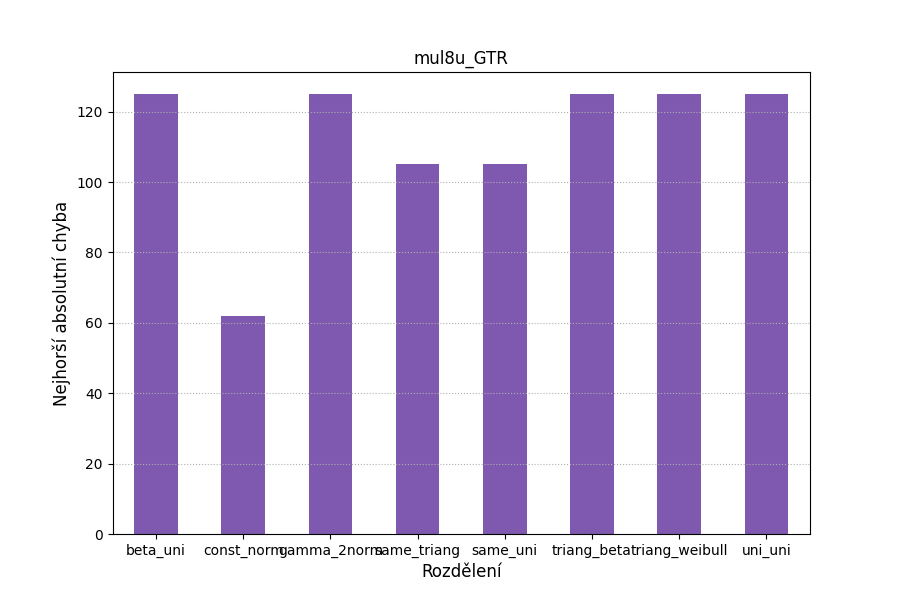 mul8u_GTR
Nejhorší absolutní chyba
120
100
80
60
40
20
0
beta_uni const_norm gamma_2norm same_triang same_uni triang_beta triang_weibull uni_uni
Rozdělení